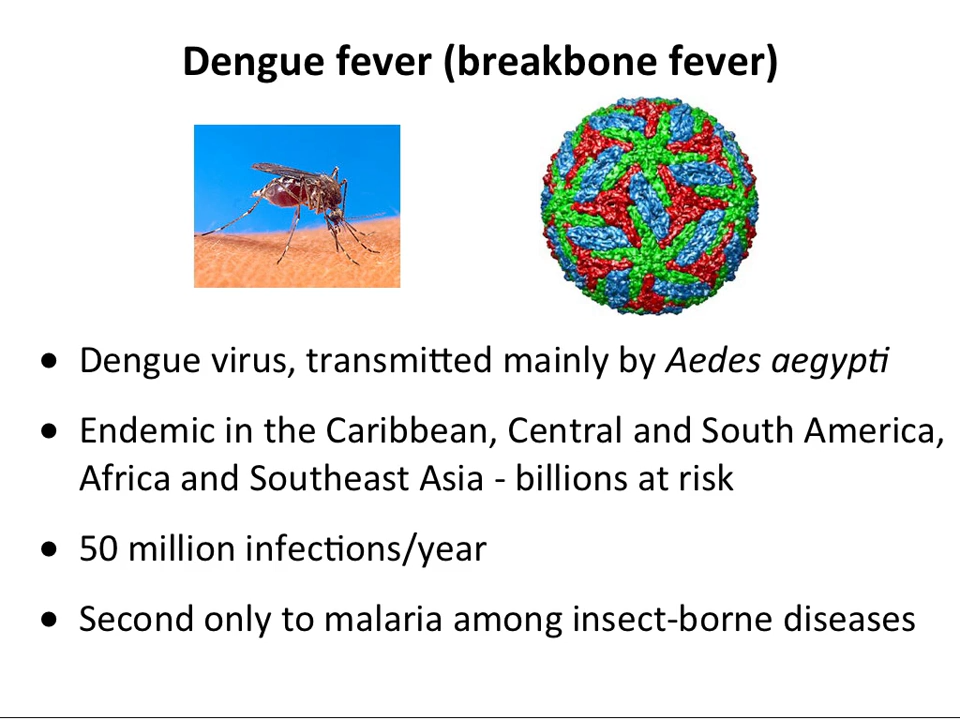 Dengue fever (breakbone fever)
• Dengue virus, transmitted mainly by Aedes aegypti
• Endemic in the Caribbean, Central and South America,
Africa and Southeast Asia - billions at risk
• 50 million infections/year
• Second only to malaria among insect-borne diseases